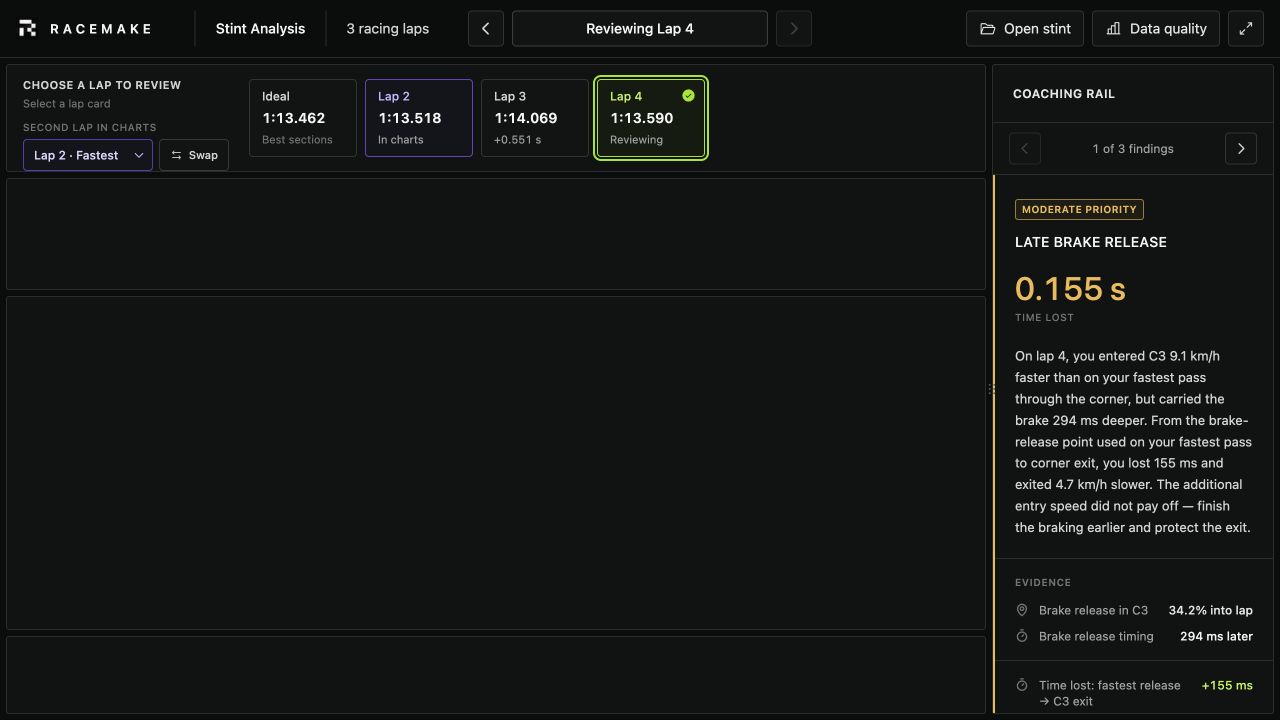 RACEMAKE
Stint Analysis
3 racing laps
Reviewing Lap 4
Open stint
Data quality
CHOOSE A LAP TO REVIEW
Select a lap card
SECOND LAP IN CHARTS
Lap 2 · Fastest
Swap
Ideal
1:13.462
Best sections
Lap 2
1:13.518
In charts
Lap 3
1:14.069
+0.551 s
Lap 4
1:13.590
Reviewing
COACHING RAIL
1 of 3 findings
MODERATE PRIORITY
LATE BRAKE RELEASE
0.155 s
TIME LOST
On lap 4, you entered C3 9.1 km/h
faster than on your fastest pass
through the corner, but carried the
brake 294 ms deeper. From the brake-
release point used on your fastest pass
to corner exit, you lost 155 ms and
exited 4.7 km/h slower. The additional
entry speed did not pay off — finish
the braking earlier and protect the exit.
EVIDENCE
Brake release in C3 34.2% into lap
Brake release timing 294 ms later
Time lost: fastest release +155 ms
→ C3 exit